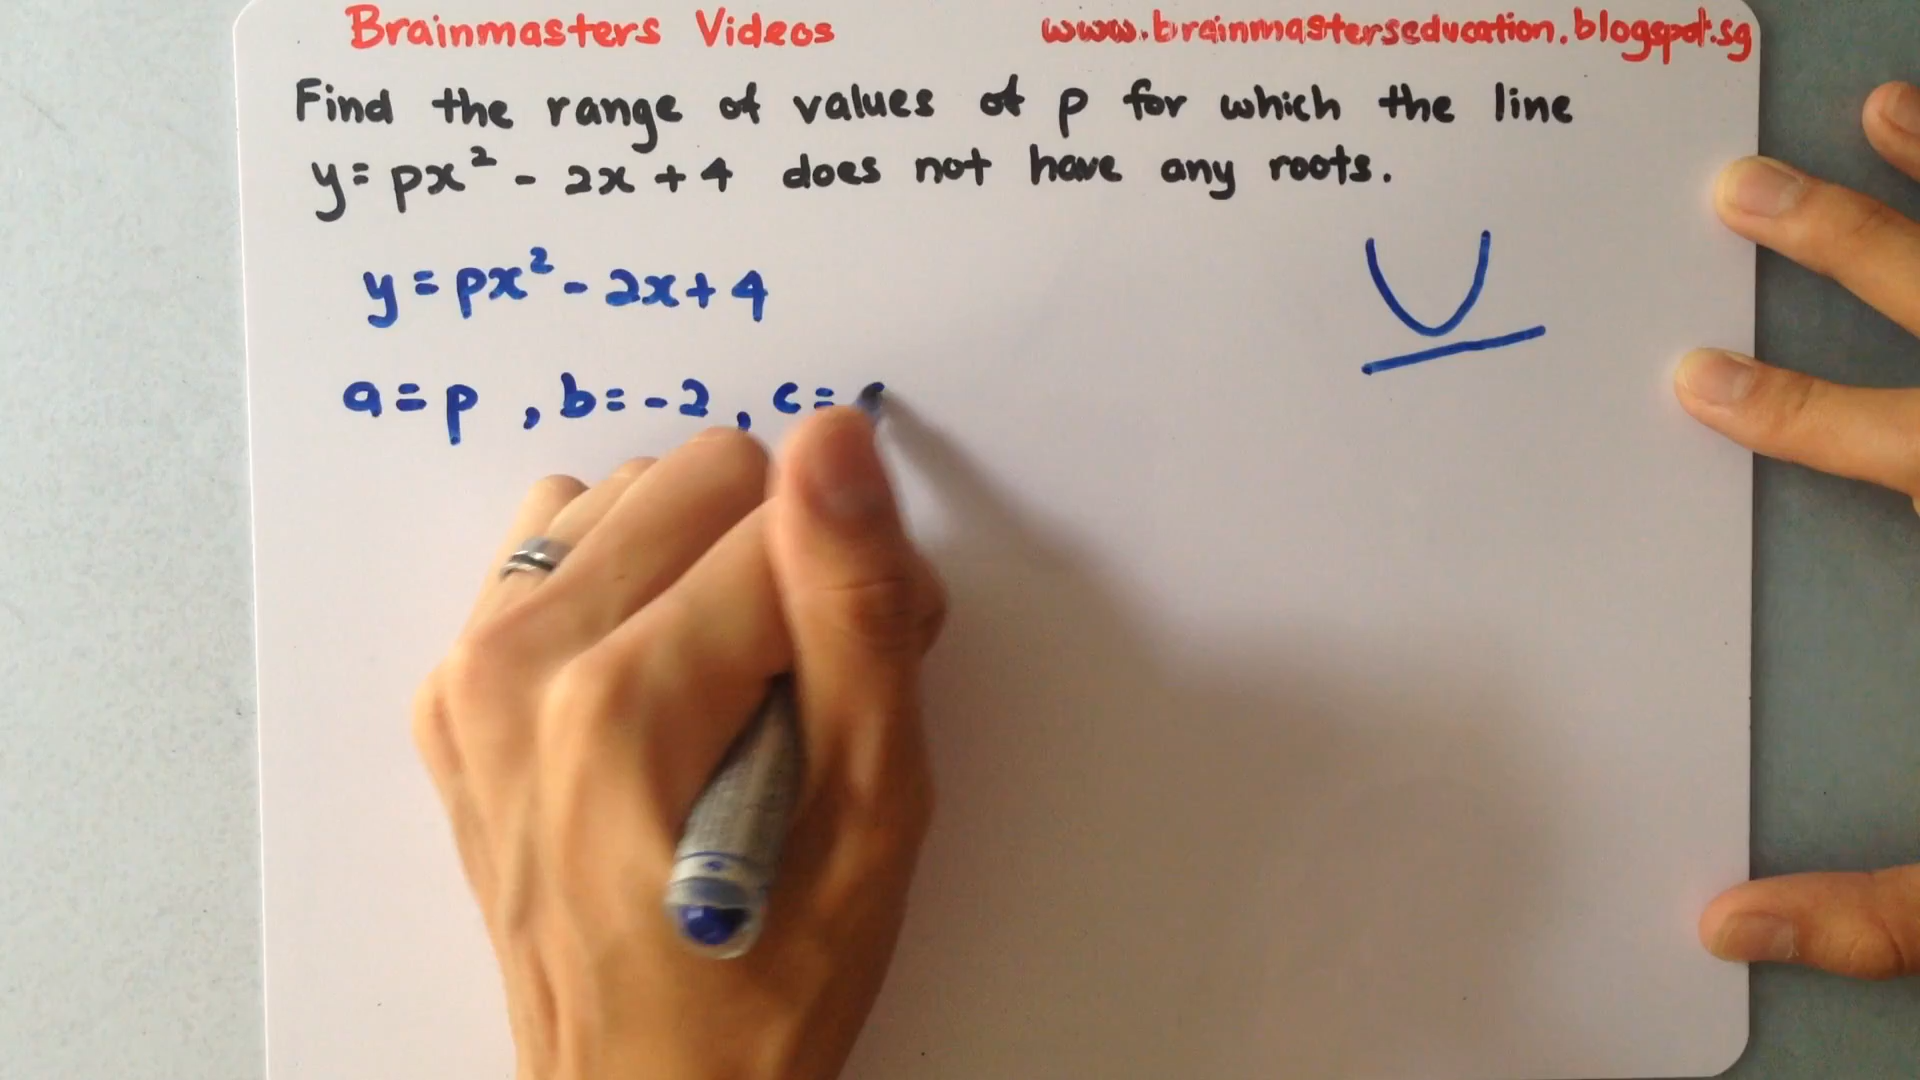 Brainmasters Videos www.brainmasterseducation.blogspot.sg
Find the range of values of p for which the line
y = px² - 2x + 4 does not have any roots.
y = px² - 2x + 4
a = p , b = -2 , c =